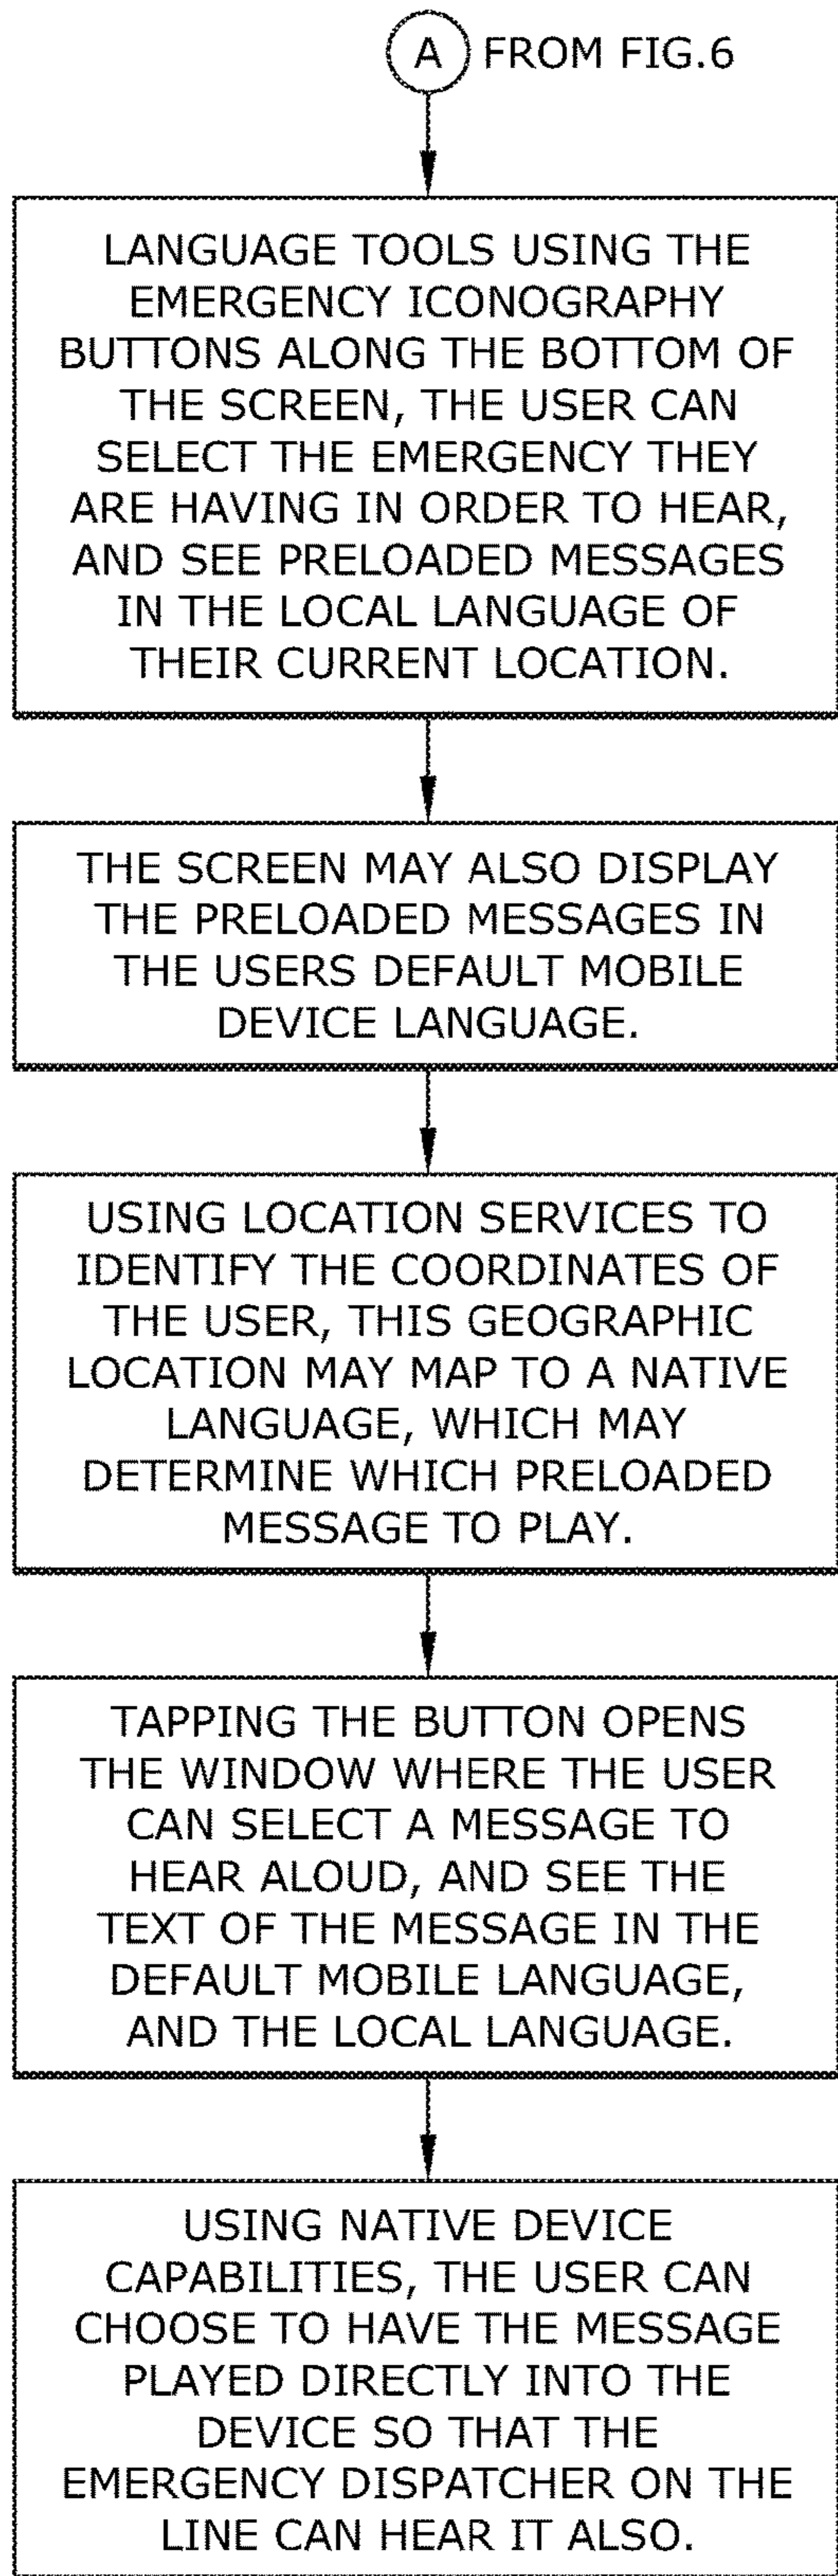 A FROM FIG.6
LANGUAGE TOOLS USING THE
EMERGENCY ICONOGRAPHY
BUTTONS ALONG THE BOTTOM OF
THE SCREEN, THE USER CAN
SELECT THE EMERGENCY THEY
ARE HAVING IN ORDER TO HEAR,
AND SEE PRELOADED MESSAGES
IN THE LOCAL LANGUAGE OF
THEIR CURRENT LOCATION.
THE SCREEN MAY ALSO DISPLAY
THE PRELOADED MESSAGES IN
THE USERS DEFAULT MOBILE
DEVICE LANGUAGE.
USING LOCATION SERVICES TO
IDENTIFY THE COORDINATES OF
THE USER, THIS GEOGRAPHIC
LOCATION MAY MAP TO A NATIVE
LANGUAGE, WHICH MAY
DETERMINE WHICH PRELOADED
MESSAGE TO PLAY.
TAPPING THE BUTTON OPENS
THE WINDOW WHERE THE USER
CAN SELECT A MESSAGE TO
HEAR ALOUD, AND SEE THE
TEXT OF THE MESSAGE IN THE
DEFAULT MOBILE LANGUAGE,
AND THE LOCAL LANGUAGE.
USING NATIVE DEVICE
CAPABILITIES, THE USER CAN
CHOOSE TO HAVE THE MESSAGE
PLAYED DIRECTLY INTO THE
DEVICE SO THAT THE
EMERGENCY DISPATCHER ON THE
LINE CAN HEAR IT ALSO.